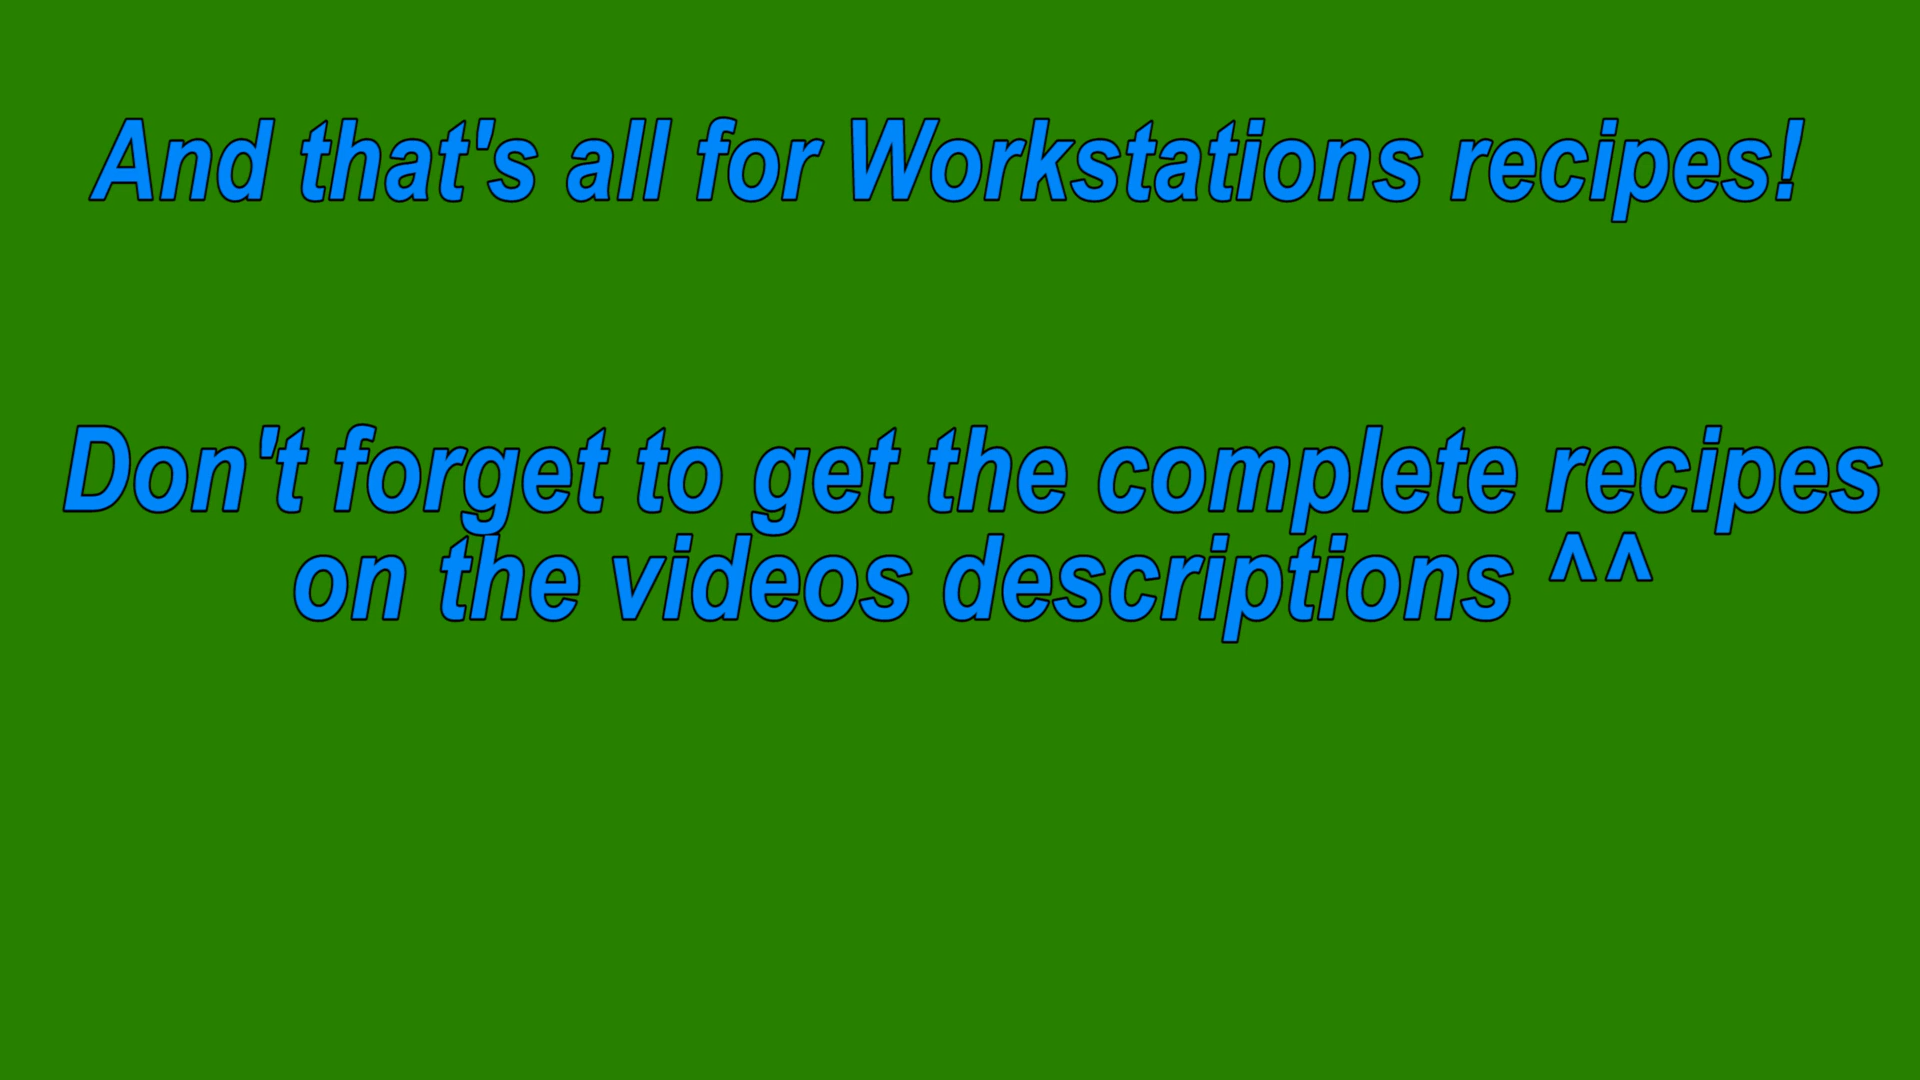 And that's all for Workstations recipes!
Don't forget to get the complete recipes
on the videos descriptions ^^